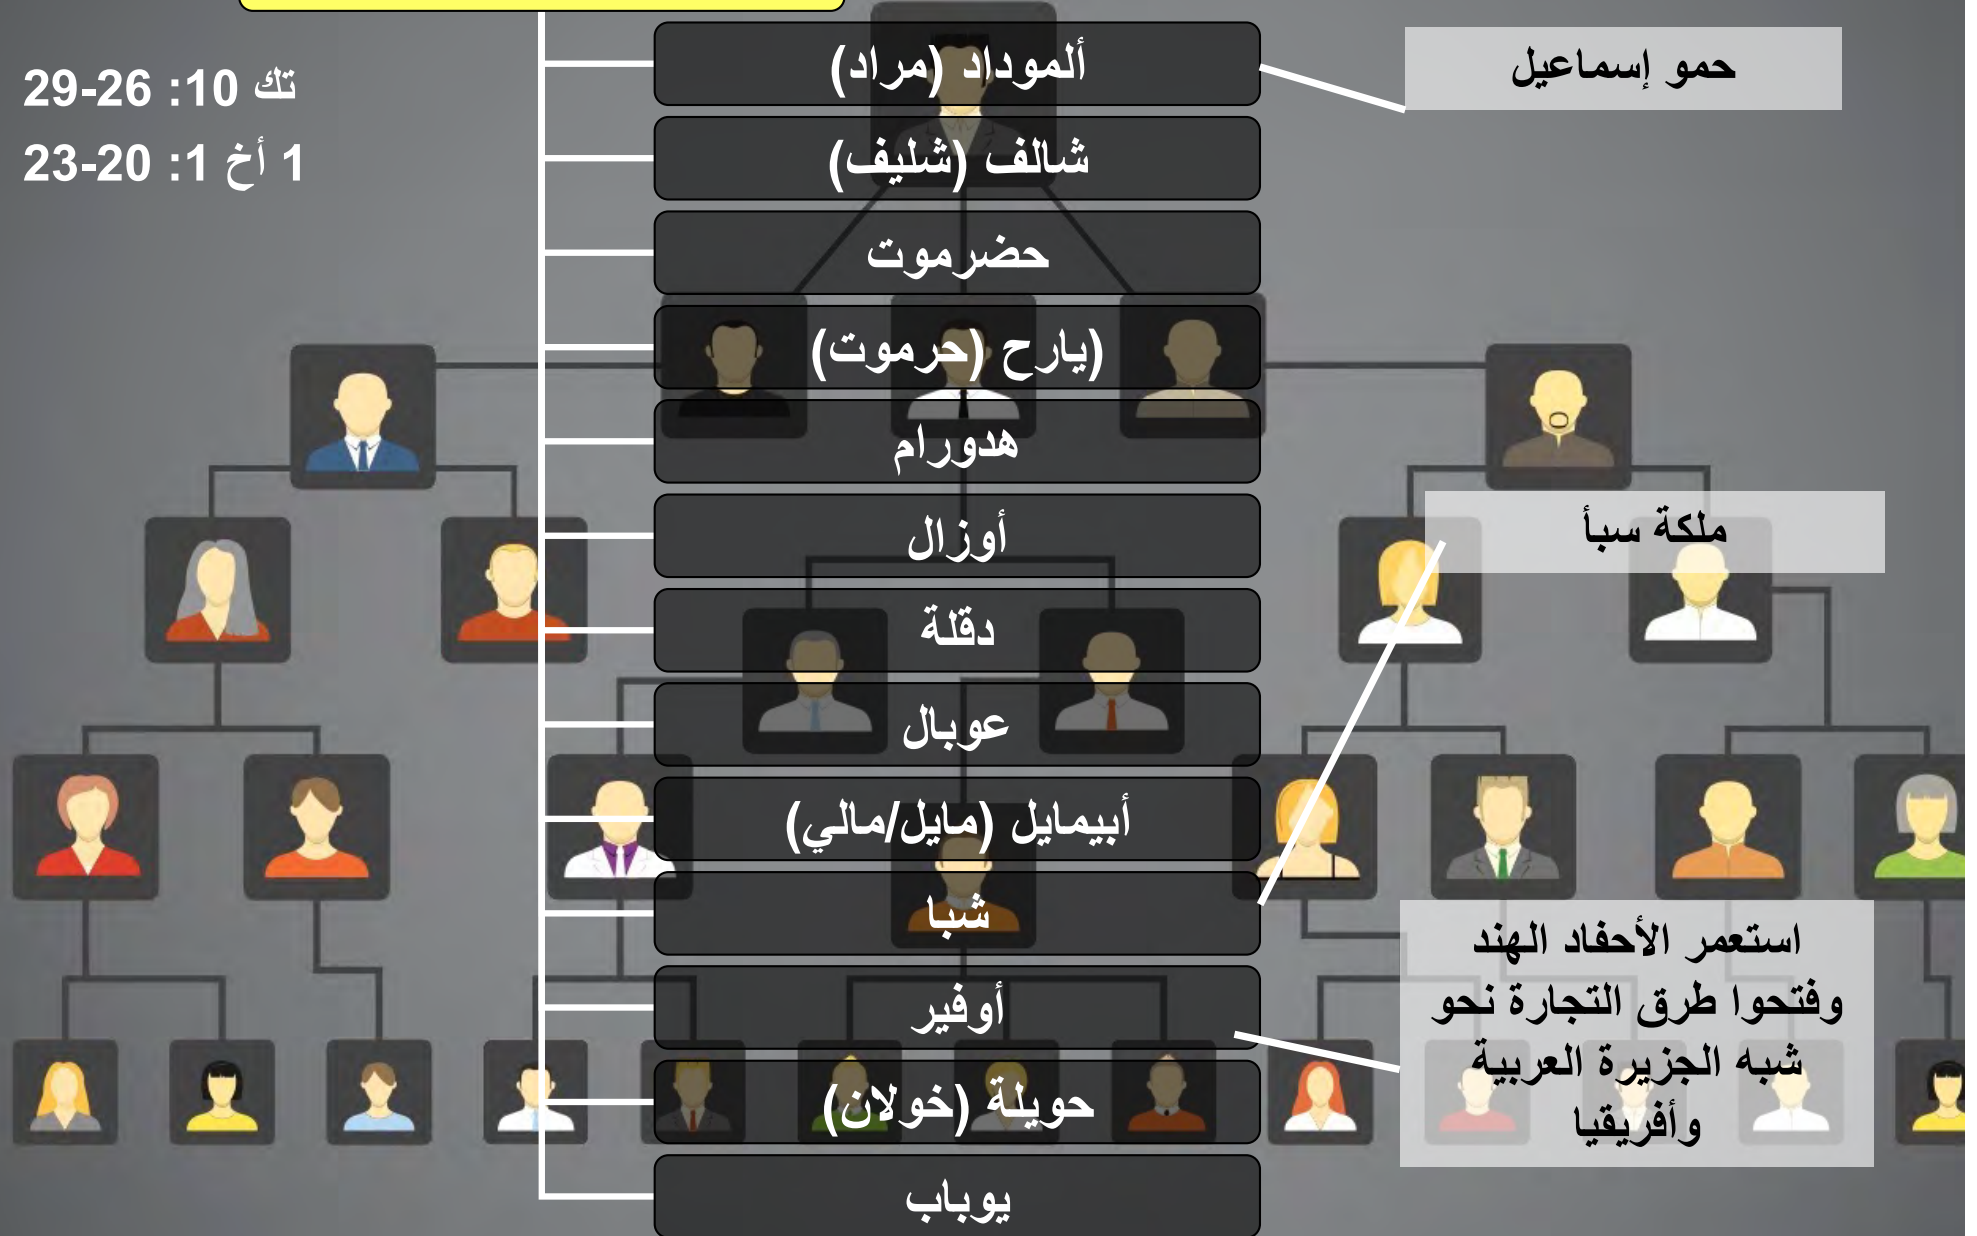 تك 10: 26-29
1 أخ 1: 20-23
ألموداد (مراد)
حمو إسماعيل
شالف (شليف)
حضرموت
(يارح (حرموت)
هدورام
أوزال
ملكة سبأ
دقلة
عوبال
أبيمايل (مايل/مالي)
شبا
أوفير
استعمر الأحفاد الهند
وفتحوا طرق التجارة نحو
شبه الجزيرة العربية
وأفريقيا
حويلة (خولان)
يوباب